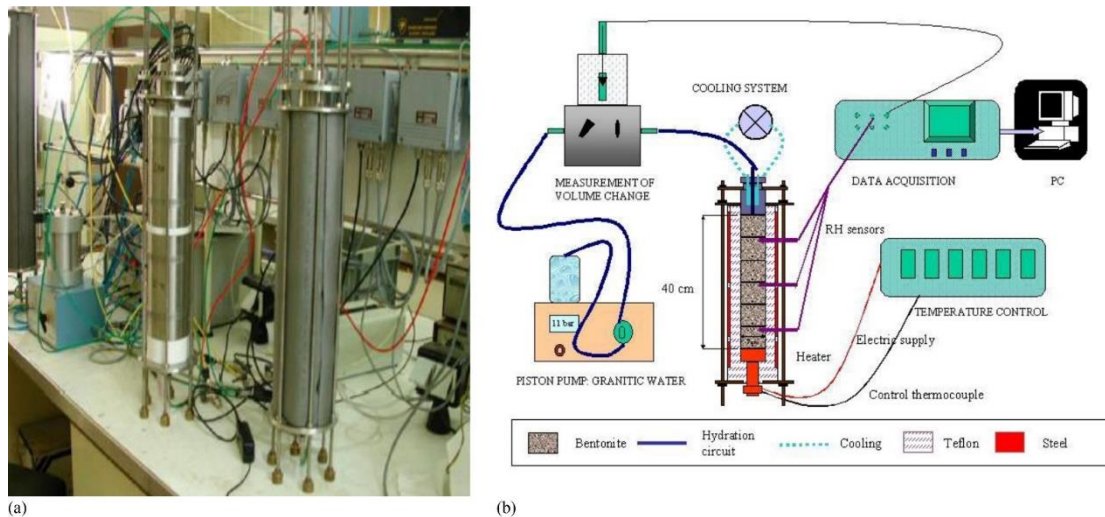 COOLING SYSTEM
MEASUREMENT OF
VOLUME CHANGE
DATA ACQUISITION
PC
RH sensors
40 cm
11 bar
TEMPERATURE CONTROL
Electric supply
Heater
PISTON PUMP: GRANITIC WATER
Control thermocouple
Bentonite
Hydration
circuit
Cooling
Teflon
Steel
(a)
(b)